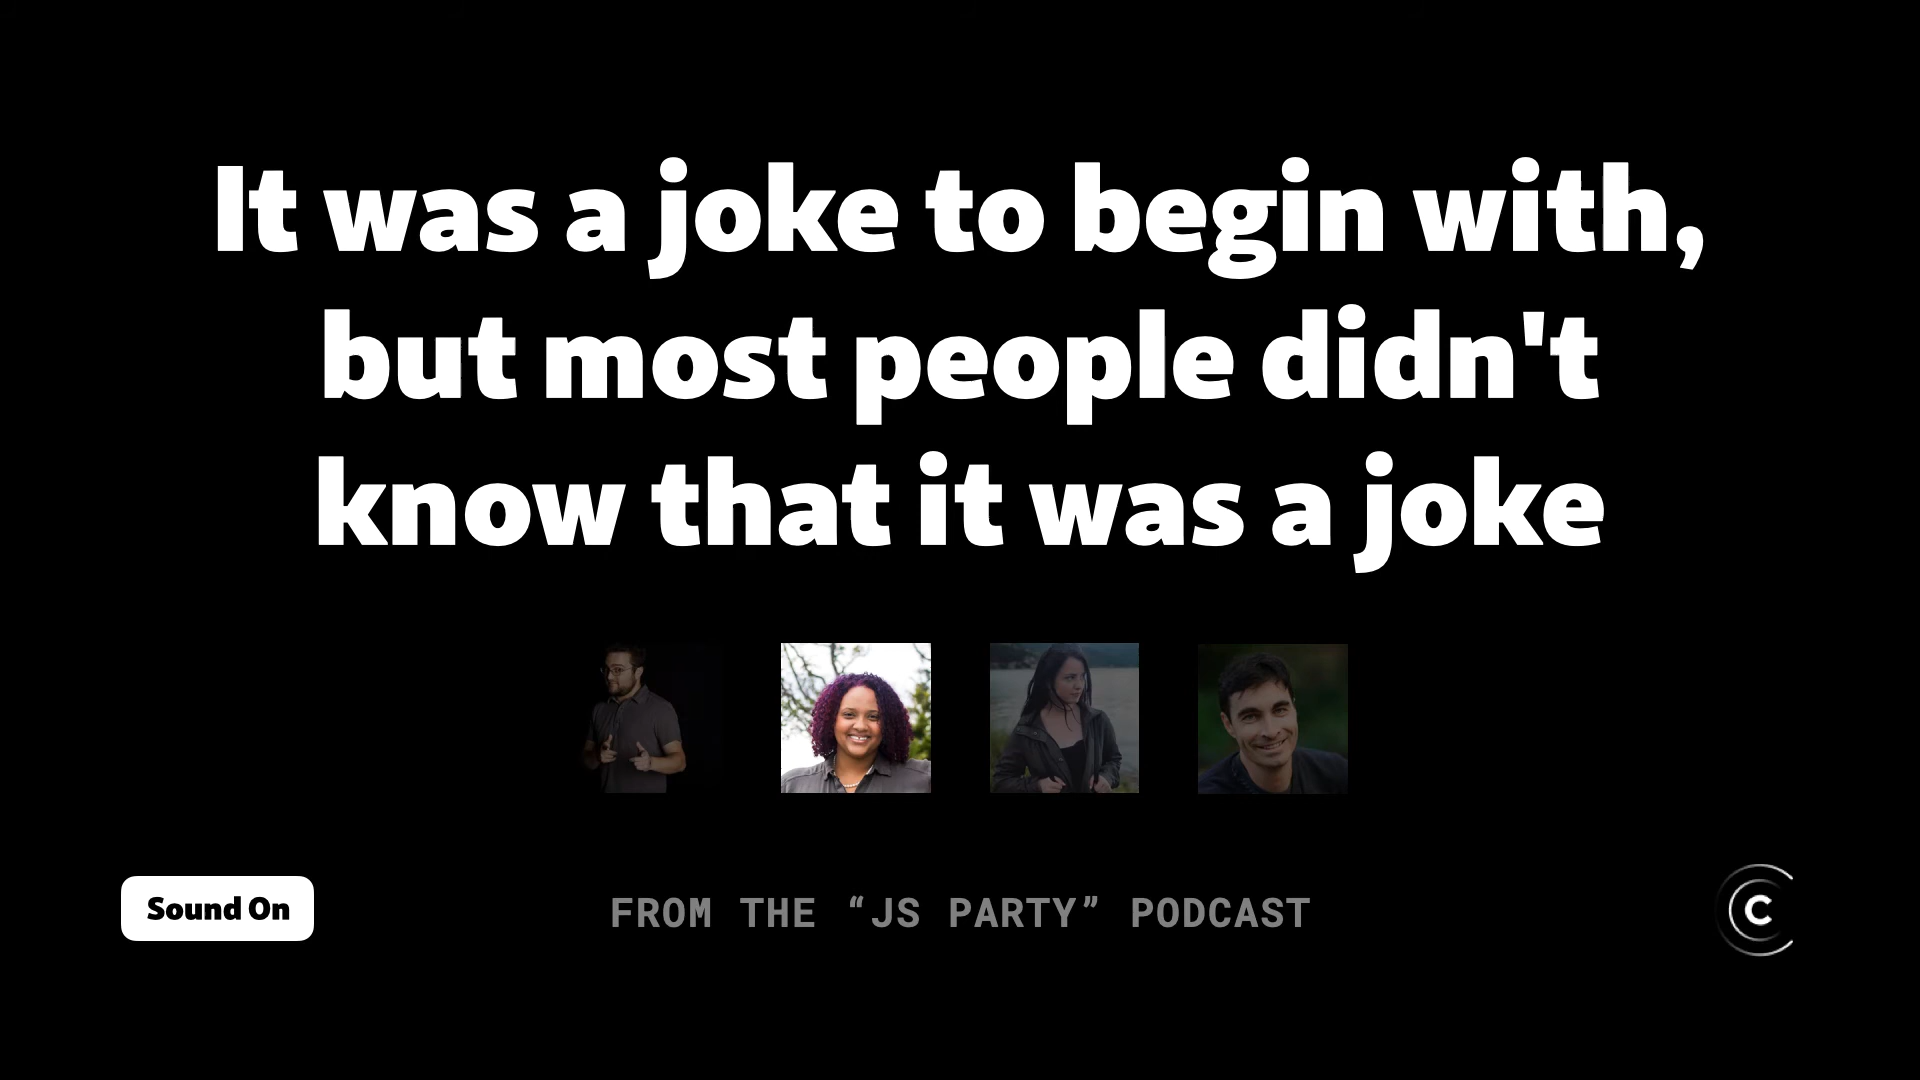 It was a joke to begin with,
but most people didn't
know that it was a joke
Sound On
FROM THE “JS PARTY” PODCAST
C